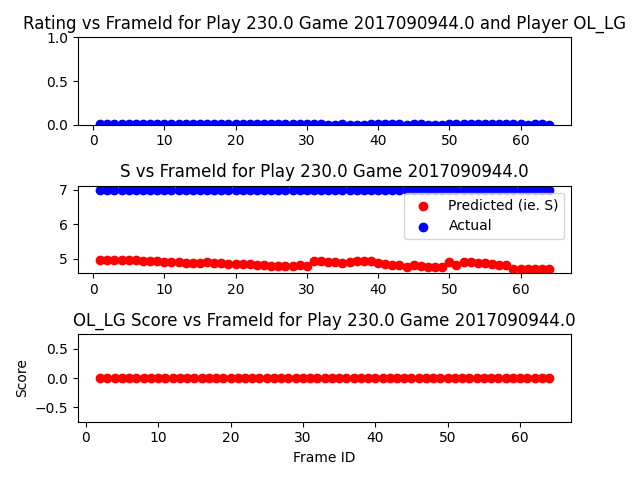 Rating vs FrameId for Play 230.0 Game 2017090944.0 and Player OL_LG
1.0
0.5
0.0
0 10 20 30 40 50 60
S vs FrameId for Play 230.0 Game 2017090944.0
7
6
5
Predicted (ie. S)
Actual
0 10 20 30 40 50 60
OL_LG Score vs FrameId for Play 230.0 Game 2017090944.0
Score
0.5
0.0
−0.5
0 10 20 30 40 50 60
Frame ID